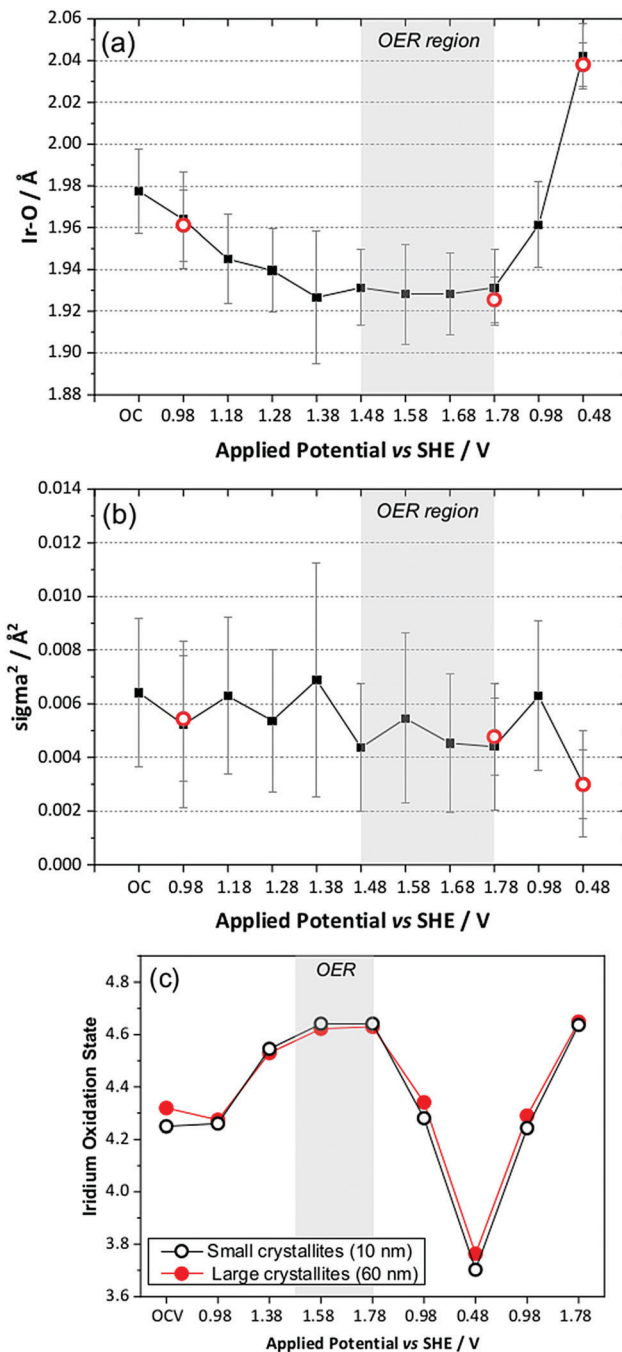 (a)
OER region
2.06
2.04
2.02
2.00
1.98
1.96
1.94
1.92
1.90
1.88
Ir-O / Å
OC 0.98 1.18 1.28 1.38 1.48 1.58 1.68 1.78 0.98 0.48
Applied Potential vs SHE / V
(b)
OER region
0.014
0.012
0.010
0.008
0.006
0.004
0.002
0.000
sigma² / Å²
OC 0.98 1.18 1.28 1.38 1.48 1.58 1.68 1.78 0.98 0.48
Applied Potential vs SHE / V
(c)
OER
4.8
4.6
4.4
4.2
4.0
3.8
3.6
Iridium Oxidation State
Small crystallites (10 nm)
Large crystallites (60 nm)
OCV 0.98 1.38 1.58 1.78 0.98 0.48 0.98 1.78
Applied Potential vs SHE / V